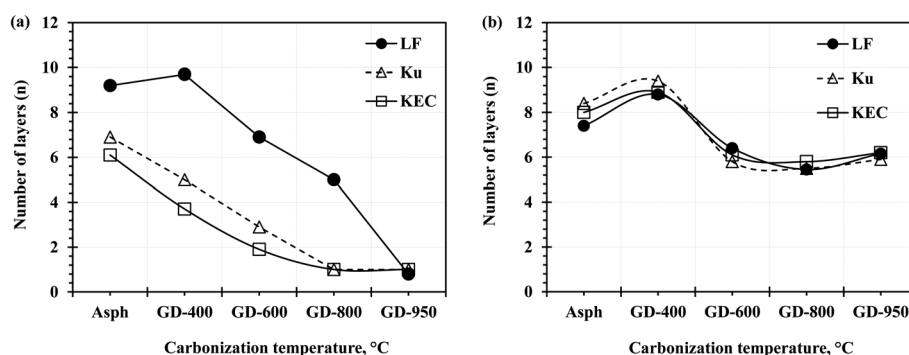 (a)
12
10
8
6
4
2
0
Number of layers (n)
LF
Ku
KEC
Asph GD-400 GD-600 GD-800 GD-950
Carbonization temperature, °C
(b)
12
10
8
6
4
2
0
Number of layers (n)
LF
Ku
KEC
Asph GD-400 GD-600 GD-800 GD-950
Carbonization temperature, °C